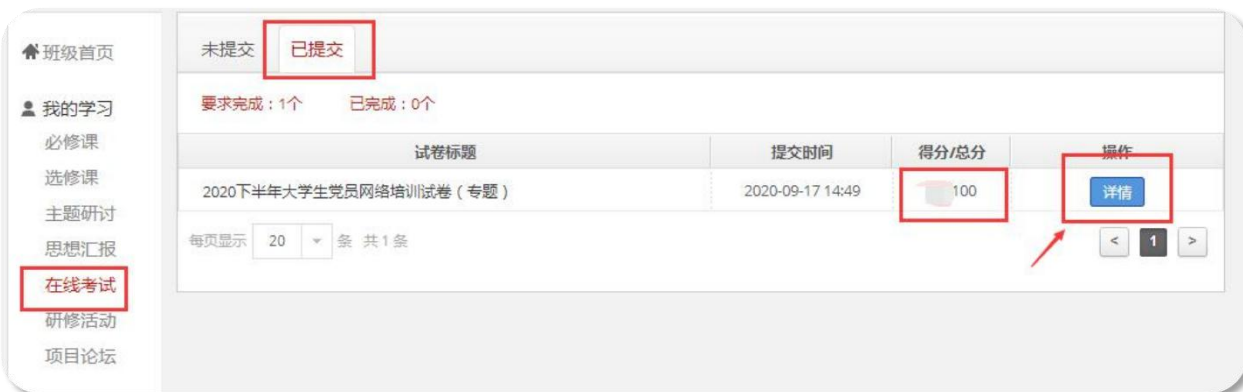 班级首页
我的学习
必修课
选修课
主题研讨
思想汇报
在线考试
研修活动
项目论坛
未提交 已提交
要求完成：1个 已完成：0个
试卷标题 提交时间 得分/总分 操作
2020下半年大学生党员网络培训试卷（专题） 2020-09-17 14:49 100 详情
每页显示 20 条 共1条 < 1 >